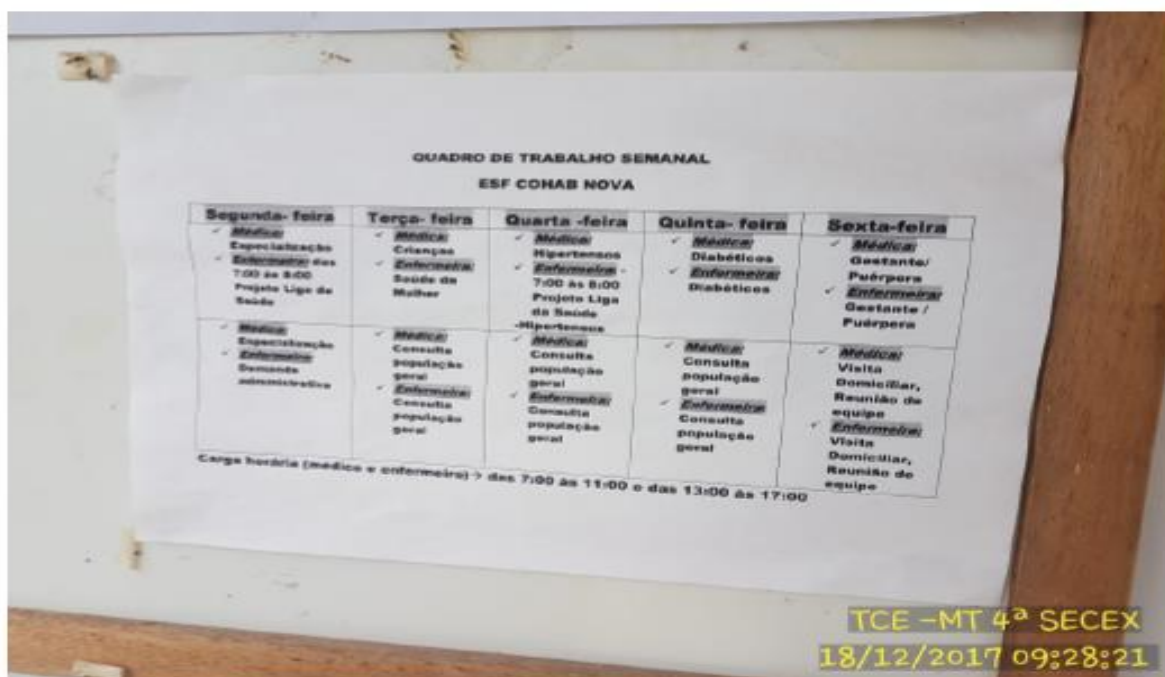 QUADRO DE TRABALHO SEMANAL
ESF COHAB NOVA
Segunda- feira
✓ Médica:
Especialização
✓ Enfermeira: das
7:00 às 8:00
Projeto Liga da
Saúde
Terça- feira
✓ Médica:
Crianças
✓ Enfermeira:
Saúde da
Mulher
Quarta -feira
✓ Médica:
Hipertensos
✓ Enfermeira -
7:00 às 8:00
Projeto Liga
da Saúde
-Hipertensos
Quinta- feira
✓ Médica:
Diabéticos
✓ Enfermeira:
Diabéticos
Sexta-feira
✓ Médica:
Gestante/
Puérpera
✓ Enfermeira:
Gestante /
Puérpera
✓ Médica:
Especialização
✓ Enfermeira:
Demanda
administrativa
✓ Médica:
Consulta
população
geral
✓ Enfermeira:
Consulta
população
geral
✓ Médica:
Consulta
população
geral
✓ Enfermeira:
Consulta
população
geral
✓ Médica:
Consulta
população
geral
✓ Enfermeira:
Consulta
população
geral
✓ Médica:
Visita
Domiciliar,
Reunião de
equipe
✓ Enfermeira:
Visita
Domiciliar,
Reunião de
equipe
Carga horária (médico e enfermeiro) → das 7:00 às 11:00 e das 13:00 às 17:00
TCE -MT 4ª SECEX
18/12/2017 09:28:21